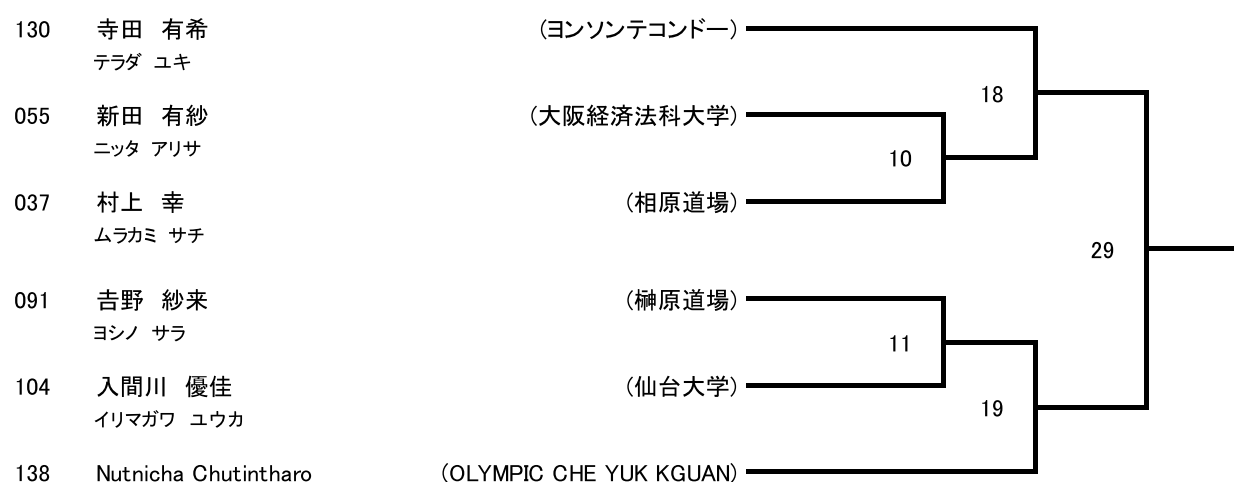 130 寺田 有希 (ヨンソンテコンドー)
テラダ ユキ
18
055 新田 有紗 (大阪経済法科大学)
ニッタ アリサ
10
037 村上 幸 (相原道場)
ムラカミ サチ
29
091 𠮷野 紗来 (榊原道場)
ヨシノ サラ
11
104 入間川 優佳 (仙台大学)
イリマガワ ユウカ
19
138 Nutnicha Chutintharo (OLYMPIC CHE YUK KGUAN)